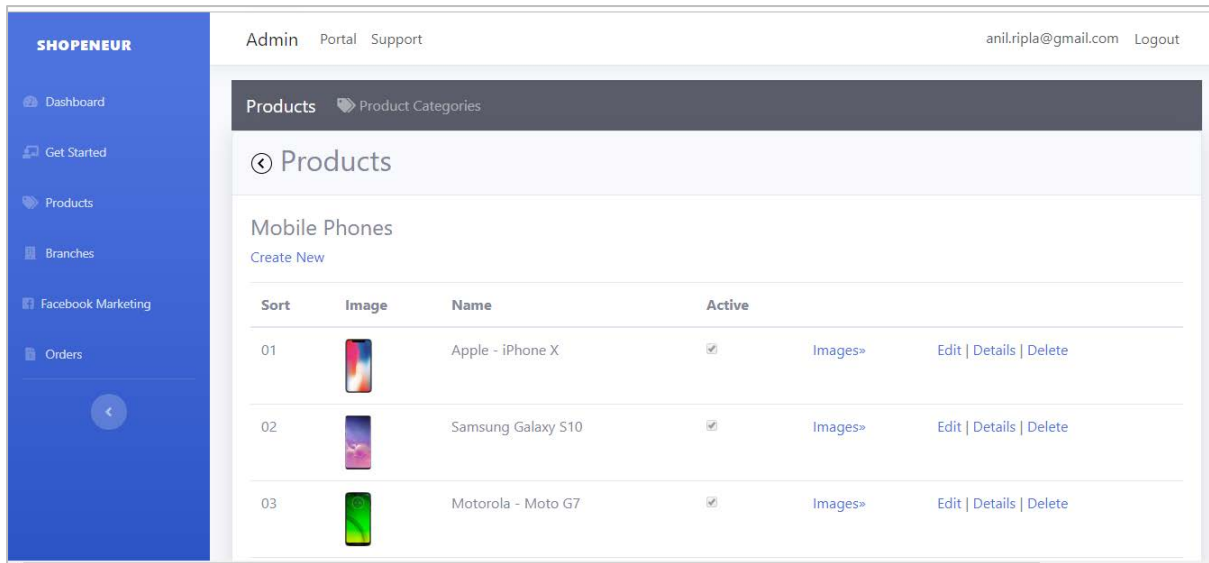 SHOPENEUR
Admin Portal Support anil.ripla@gmail.com Logout
Dashboard
Get Started
Products
Branches
Facebook Marketing
Orders
Products Product Categories
Products
Mobile Phones
Create New
Sort Image Name Active
01 Apple - iPhone X Images» Edit | Details | Delete
02 Samsung Galaxy S10 Images» Edit | Details | Delete
03 Motorola - Moto G7 Images» Edit | Details | Delete